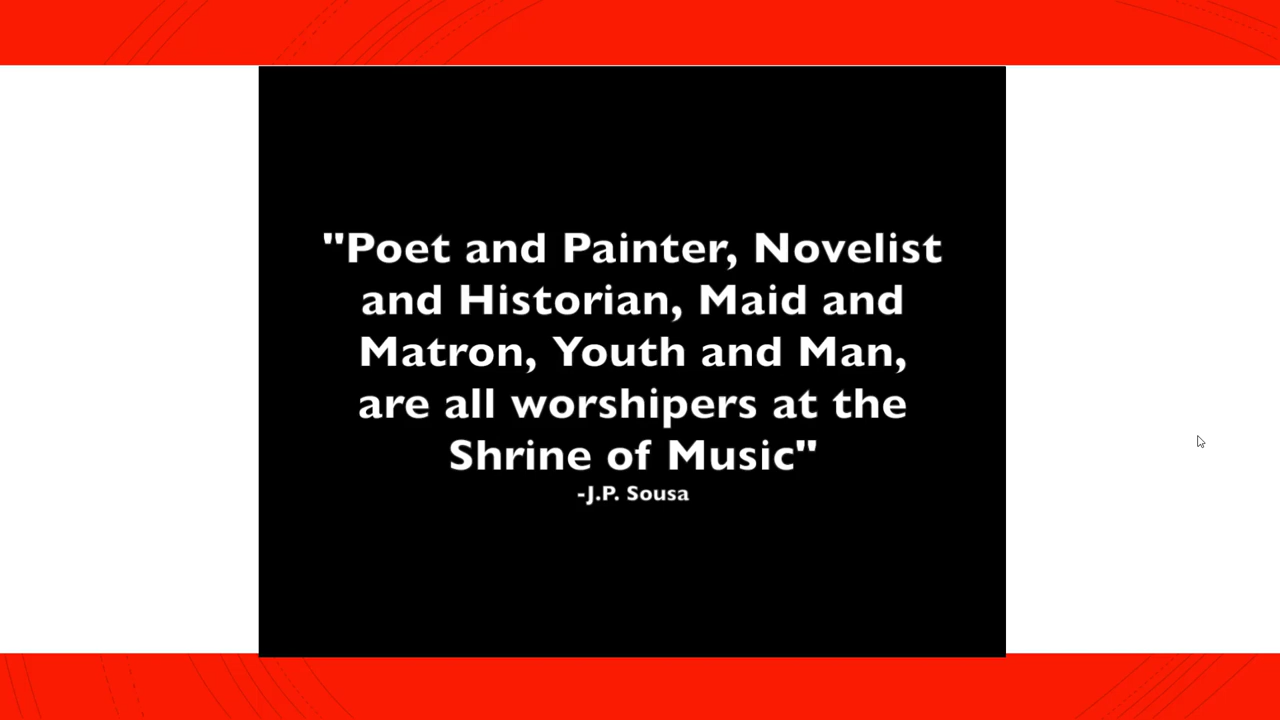 "Poet and Painter, Novelist
and Historian, Maid and
Matron, Youth and Man,
are all worshipers at the
Shrine of Music"
-J.P. Sousa